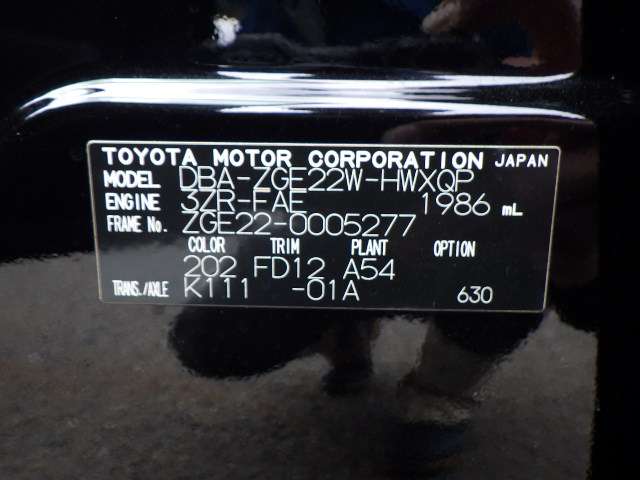 TOYOTA MOTOR CORPORATION JAPAN
MODEL DBA-ZGE22W-HWXQP
ENGINE 3ZR-FAE 1986 mL
FRAME No. ZGE22-0005277
COLOR TRIM PLANT OPTION
202 FD12 A54
TRANS./AXLE K111 -01A 630